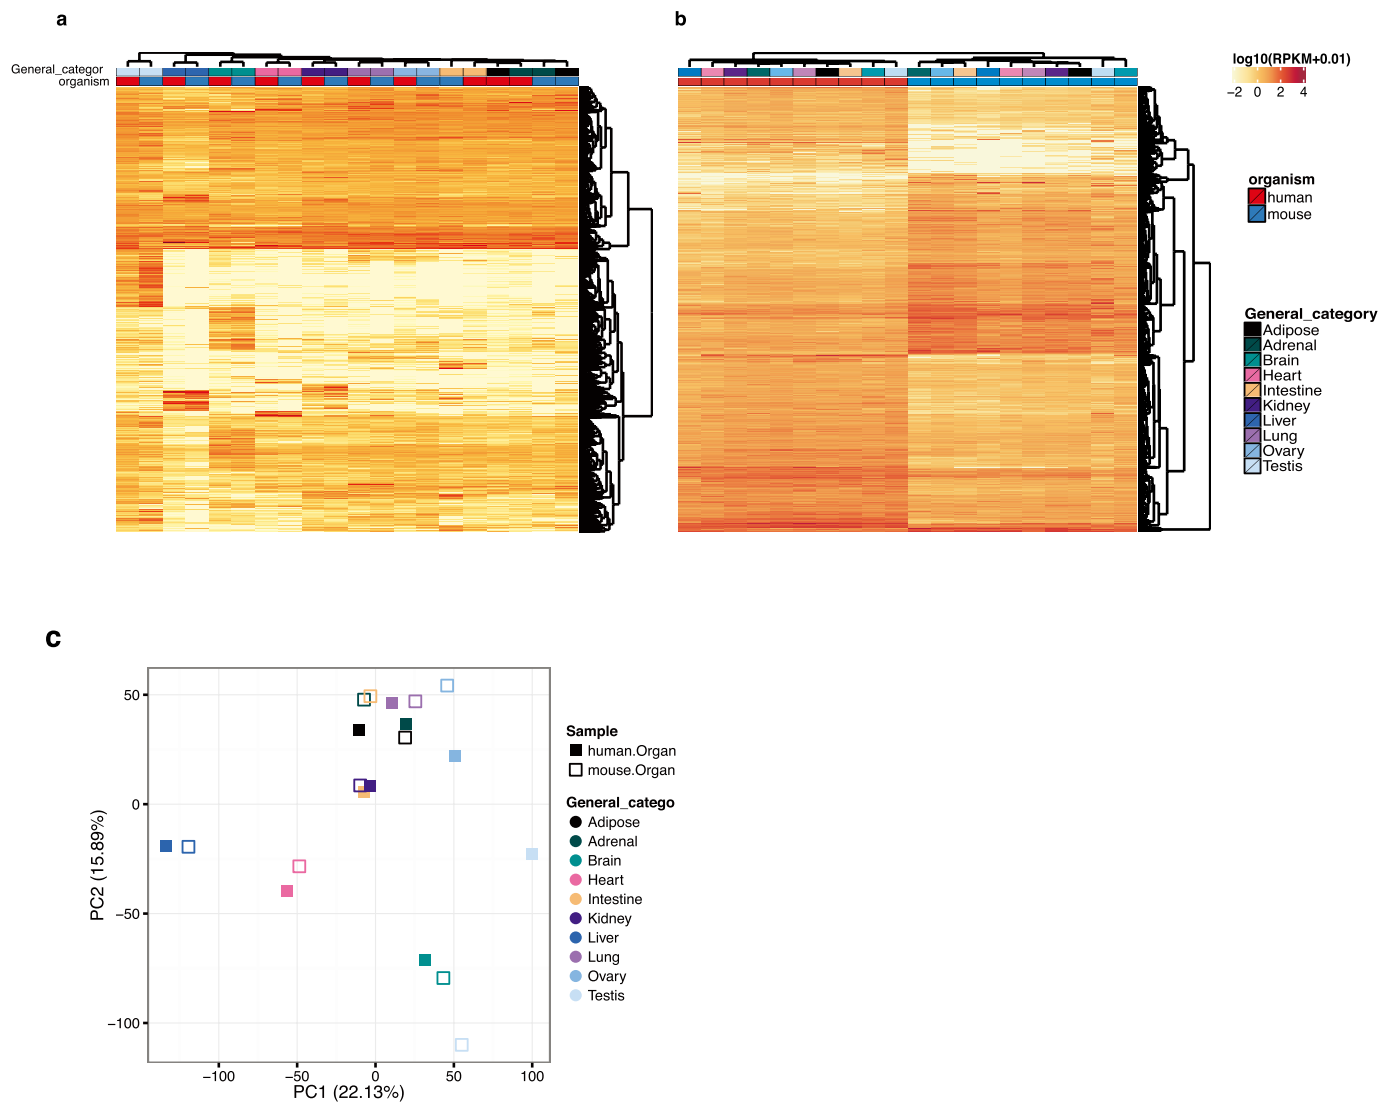 a
b
General_categor
organism
log10(RPKM+0.01)
−2 0 2 4
organism
human
mouse
General_category
Adipose
Adrenal
Brain
Heart
Intestine
Kidney
Liver
Lung
Ovary
Testis
c
50
0
−50
−100
PC2 (15.89%)
−100 −50 0 50 100
PC1 (22.13%)
Sample
human.Organ
mouse.Organ
General_catego
Adipose
Adrenal
Brain
Heart
Intestine
Kidney
Liver
Lung
Ovary
Testis